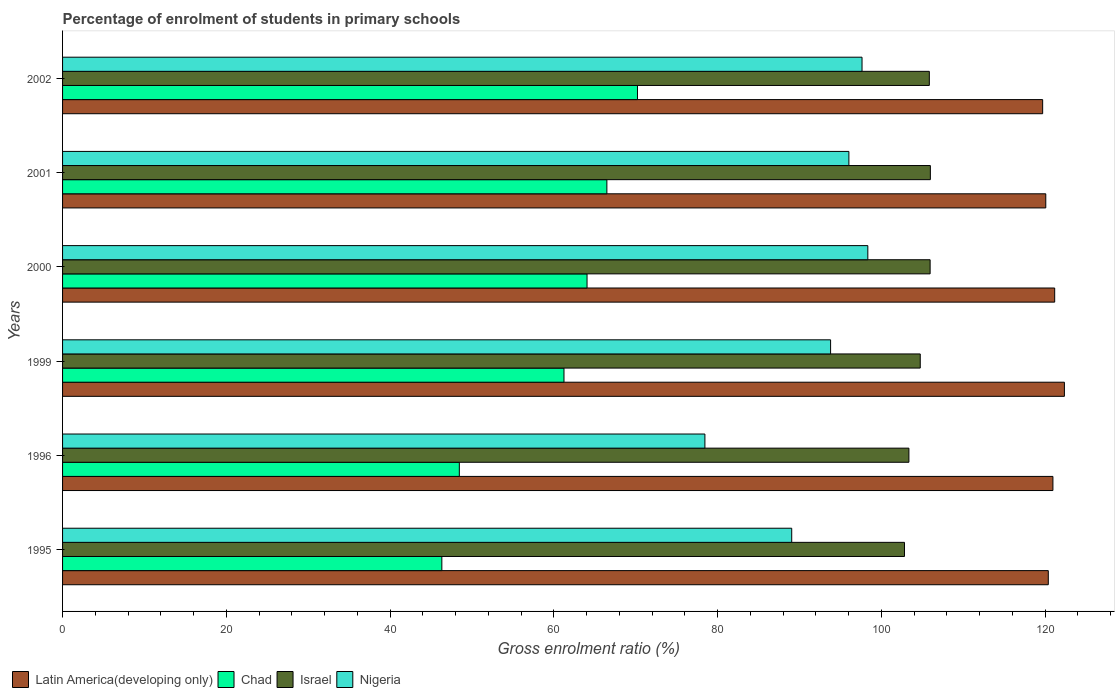 Percentage of enrolment of students in primary schools
Years
2002
2001
2000
1999
1996
1995
0
20
40
60
80
100
120
Gross enrolment ratio (%)
Latin America(developing only)
Chad
Israel
Nigeria